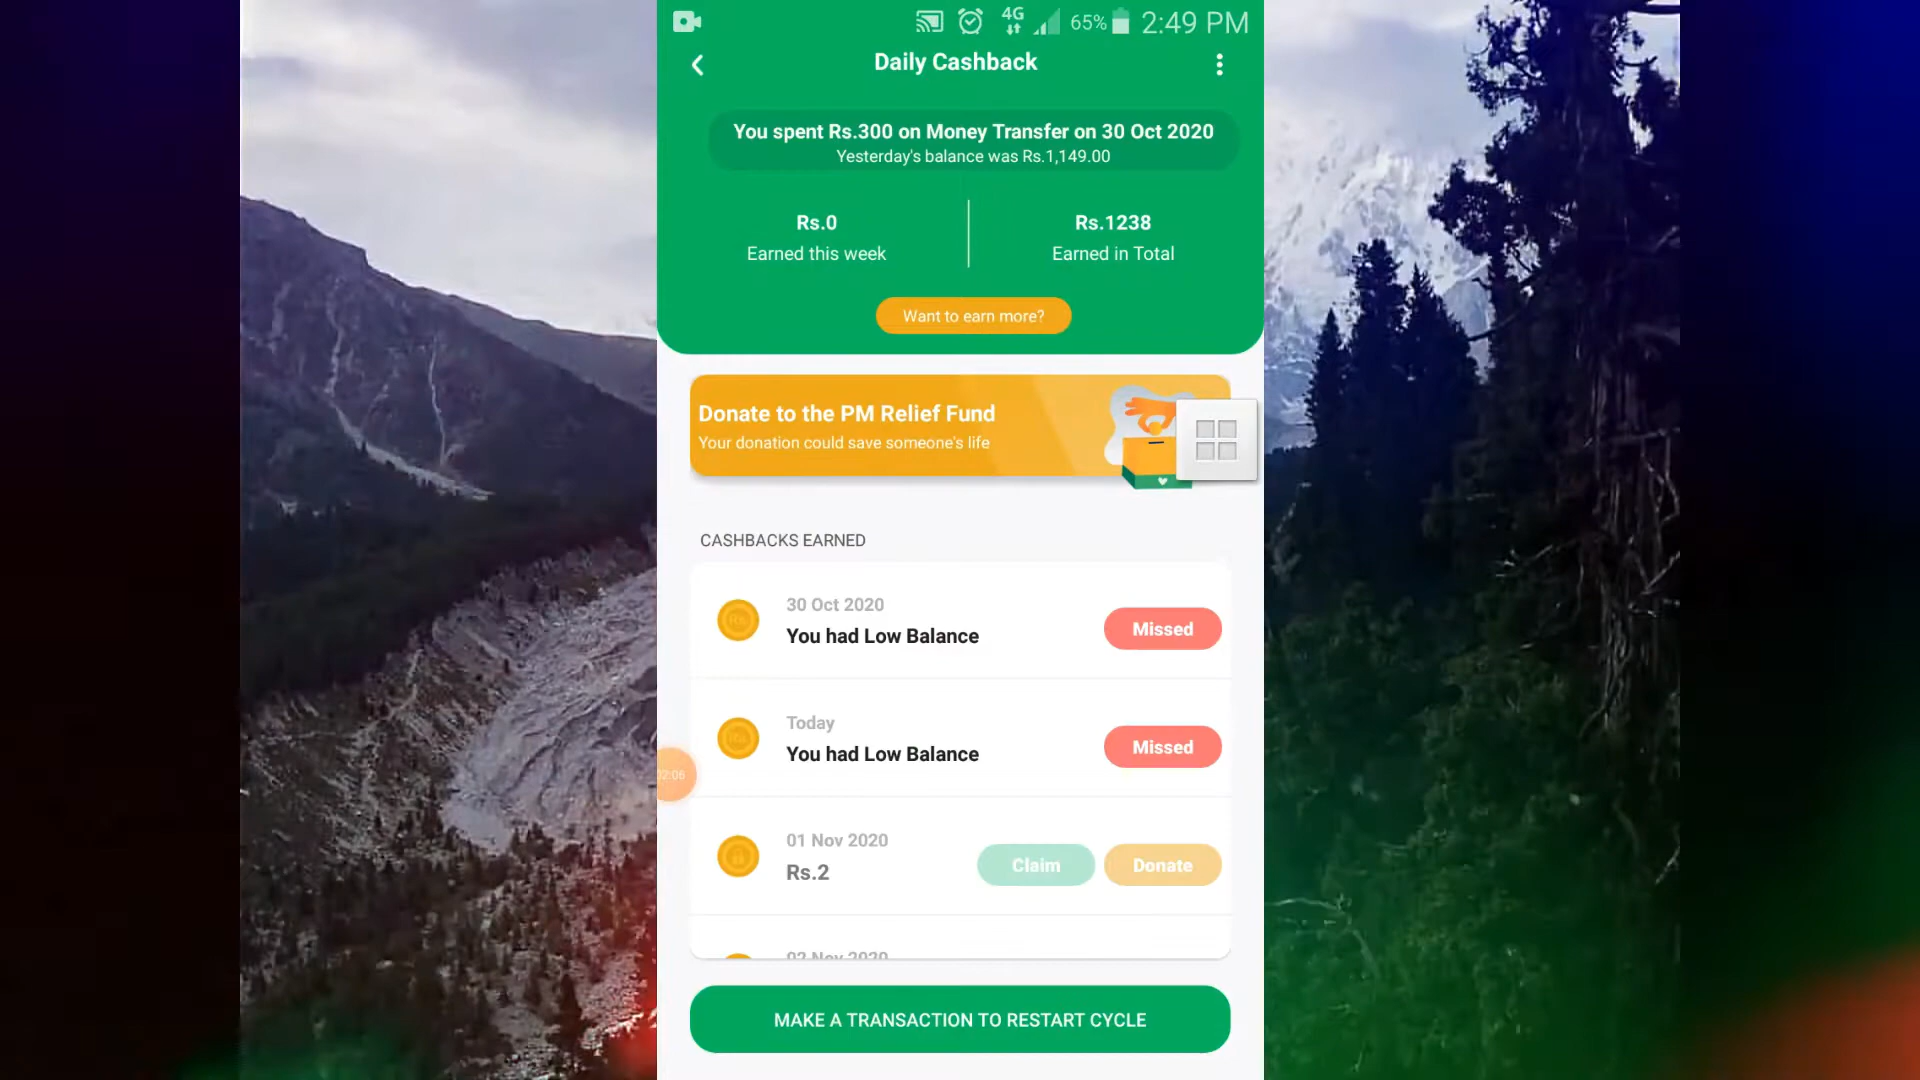 4G 65% 2:49 PM
Daily Cashback
You spent Rs.300 on Money Transfer on 30 Oct 2020
Yesterday's balance was Rs.1,149.00
Rs.0
Earned this week
Rs.1238
Earned in Total
Want to earn more?
Donate to the PM Relief Fund
Your donation could save someone's life
CASHBACKS EARNED
30 Oct 2020
You had Low Balance
Missed
Today
You had Low Balance
Missed
02:06
01 Nov 2020
Rs.2
Claim
Donate
02 Nov 2020
MAKE A TRANSACTION TO RESTART CYCLE